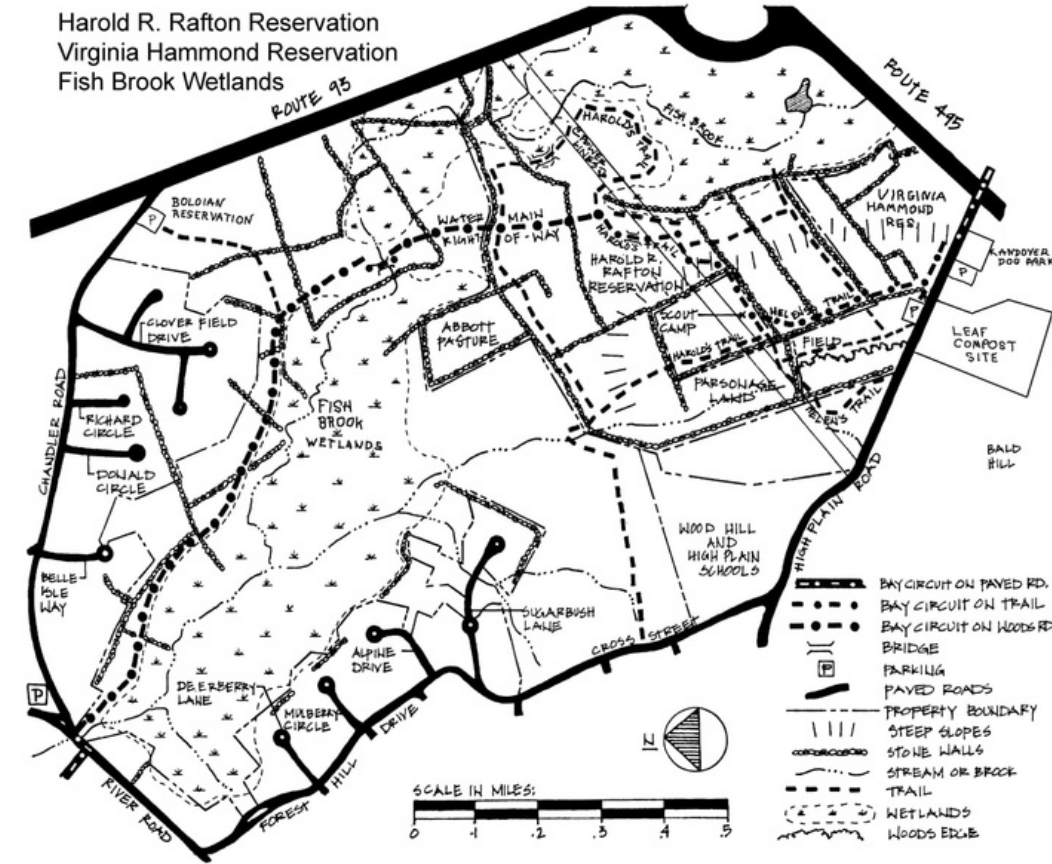 Harold R. Rafton Reservation
Virginia Hammond Reservation
Fish Brook Wetlands
ROUTE 93
ROUTE 495
BOLOIAN
RESERVATION
P
HAROLD'S
TRAIL
FISH BROOK
POWER
LINES
WATER MAIN
RIGHT-OF-WAY
HAROLD'S TRAIL
HAROLD R.
RAFTON
RESERVATION
VIRGINIA
HAMMOND
RES.
ANDOVER
DOG PARK
P
P
LEAF
COMPOST
SITE
SCOUT
CAMP
HELEN'S TRAIL
HAROLD'S TRAIL
FIELD
PARSONAGE
LAND
HELEN'S TRAIL
ABBOTT
PASTURE
CLOVER FIELD
DRIVE
CHANDLER ROAD
RICHARD
CIRCLE
DONALD
CIRCLE
BELLE
ISLE
WAY
FISH
BROOK
WETLANDS
BALD
HILL
HIGH PLAIN ROAD
WOOD HILL
AND
HIGH PLAIN
SCHOOLS
SUGARBUSH
LANE
CROSS STREET
ALPINE
DRIVE
DEERBERRY
LANE
MULBERRY
CIRCLE
P
RIVER ROAD
FOREST HILL DRIVE
N
SCALE IN MILES:
0 .1 .2 .3 .4 .5
BAY CIRCUIT ON PAVED RD.
BAY CIRCUIT ON TRAIL
BAY CIRCUIT ON WOODS RD
BRIDGE
P PARKING
PAVED ROADS
PROPERTY BOUNDARY
STEEP SLOPES
STONE WALLS
STREAM OR BROOK
TRAIL
WETLANDS
WOODS EDGE